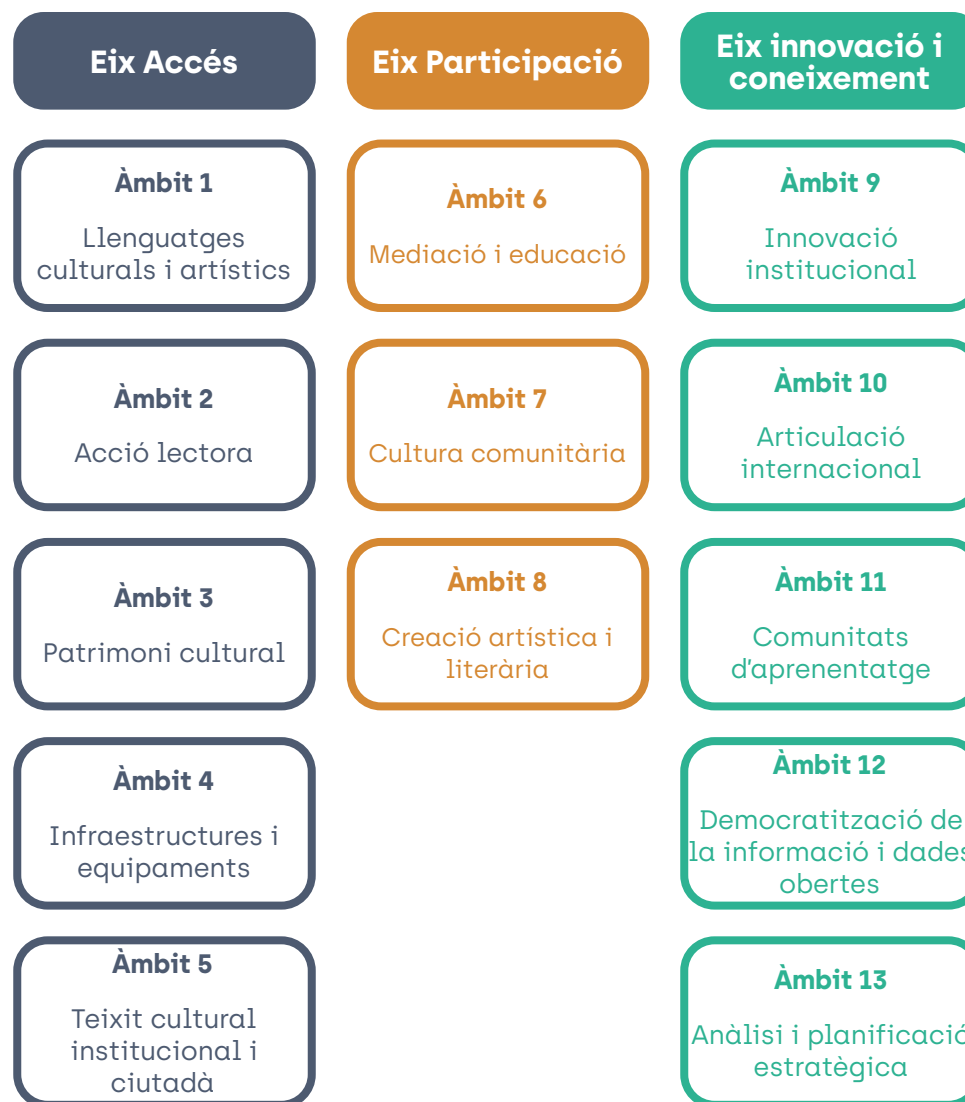 Eix Accés
Àmbit 1
Llenguatges
culturals i artístics
Àmbit 2
Acció lectora
Àmbit 3
Patrimoni cultural
Àmbit 4
Infraestructures i
equipaments
Àmbit 5
Teixit cultural
institucional i
ciutadà
Eix Participació
Àmbit 6
Mediació i educació
Àmbit 7
Cultura comunitària
Àmbit 8
Creació artística i
literària
Eix innovació i
coneixement
Àmbit 9
Innovació
institucional
Àmbit 10
Articulació
internacional
Àmbit 11
Comunitats
d'aprenentatge
Àmbit 12
Democratització de
la informació i dades
obertes
Àmbit 13
Anàlisi i planificació
estratègica